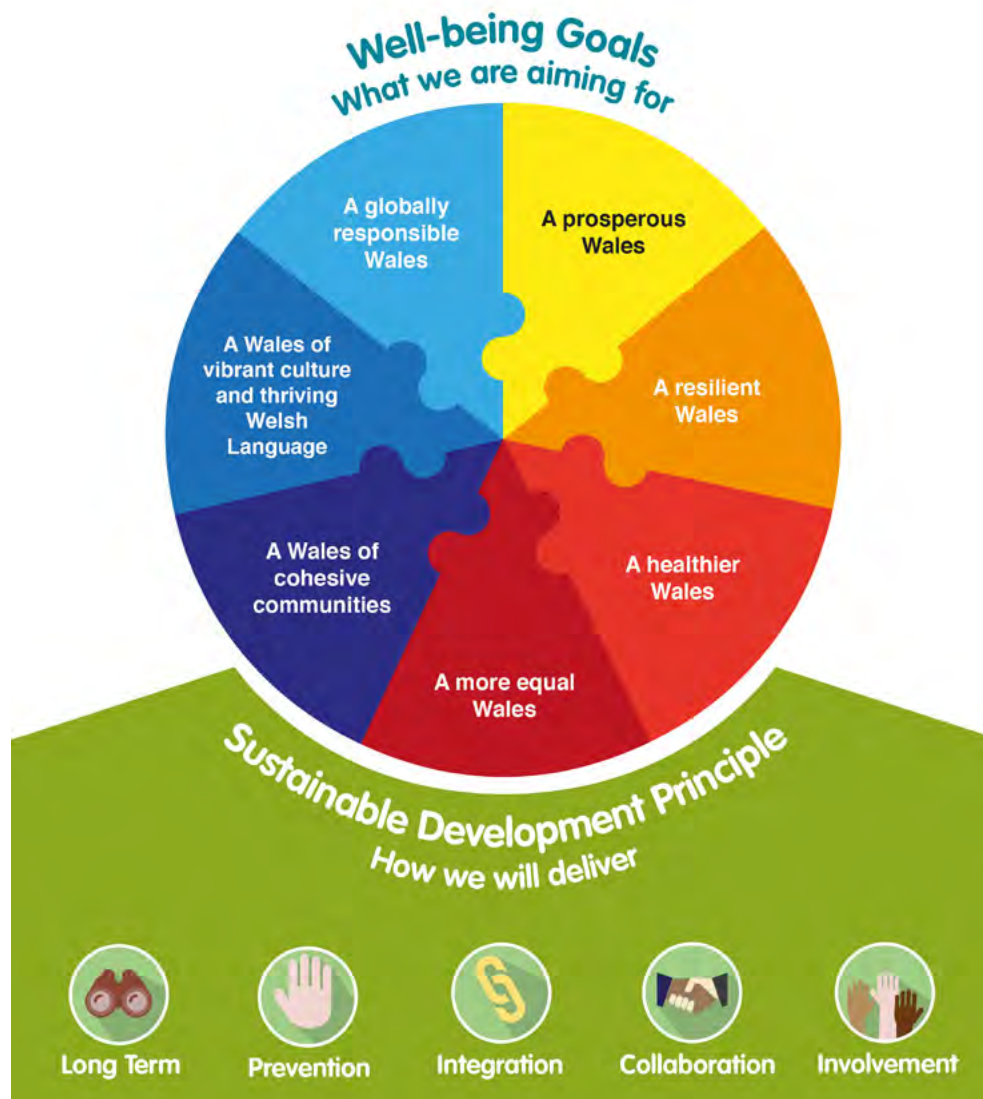 Well-being Goals
What we are aiming for
A prosperous
Wales
A resilient
Wales
A healthier
Wales
A more equal
Wales
A Wales of
cohesive
communities
A Wales of
vibrant culture
and thriving
Welsh
Language
A globally
responsible
Wales
Sustainable Development Principle
How we will deliver
Long Term
Prevention
Integration
Collaboration
Involvement